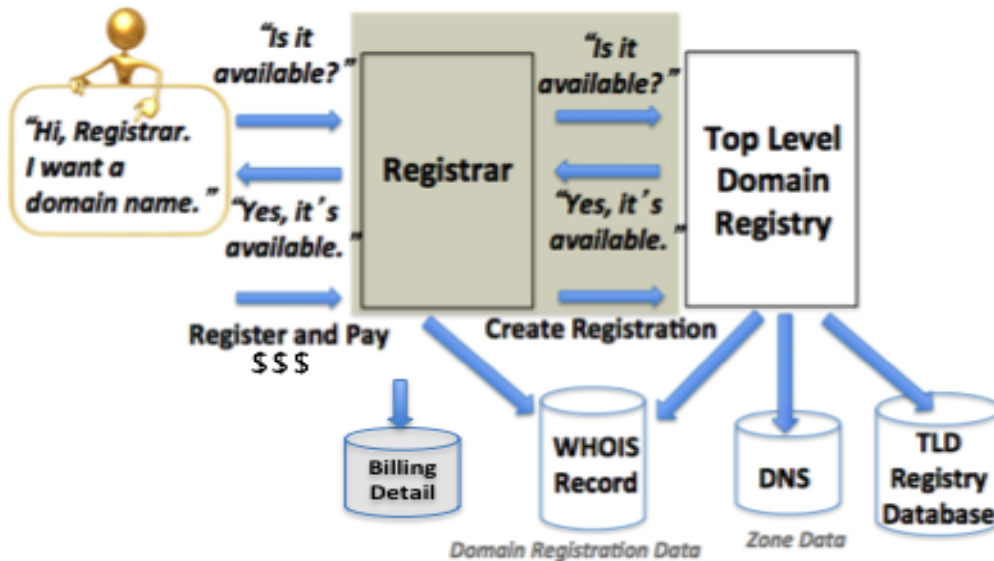 “Is it
available?”
“Hi, Registrar.
I want a
domain name.”
“Yes, it´s
available.”
Register and Pay
$$$
Registrar
“Is it
available?”
“Yes, it´s
available.”
Create Registration
Top Level
Domain
Registry
Billing
Detail
WHOIS
Record
Domain Registration Data
DNS
Zone Data
TLD
Registry
Database